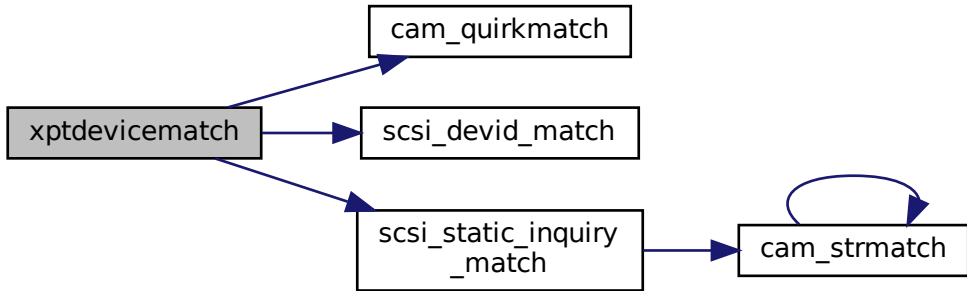 cam_quirkmatch
xptdevicematch
scsi_devid_match
scsi_static_inquiry
_match
cam_strmatch